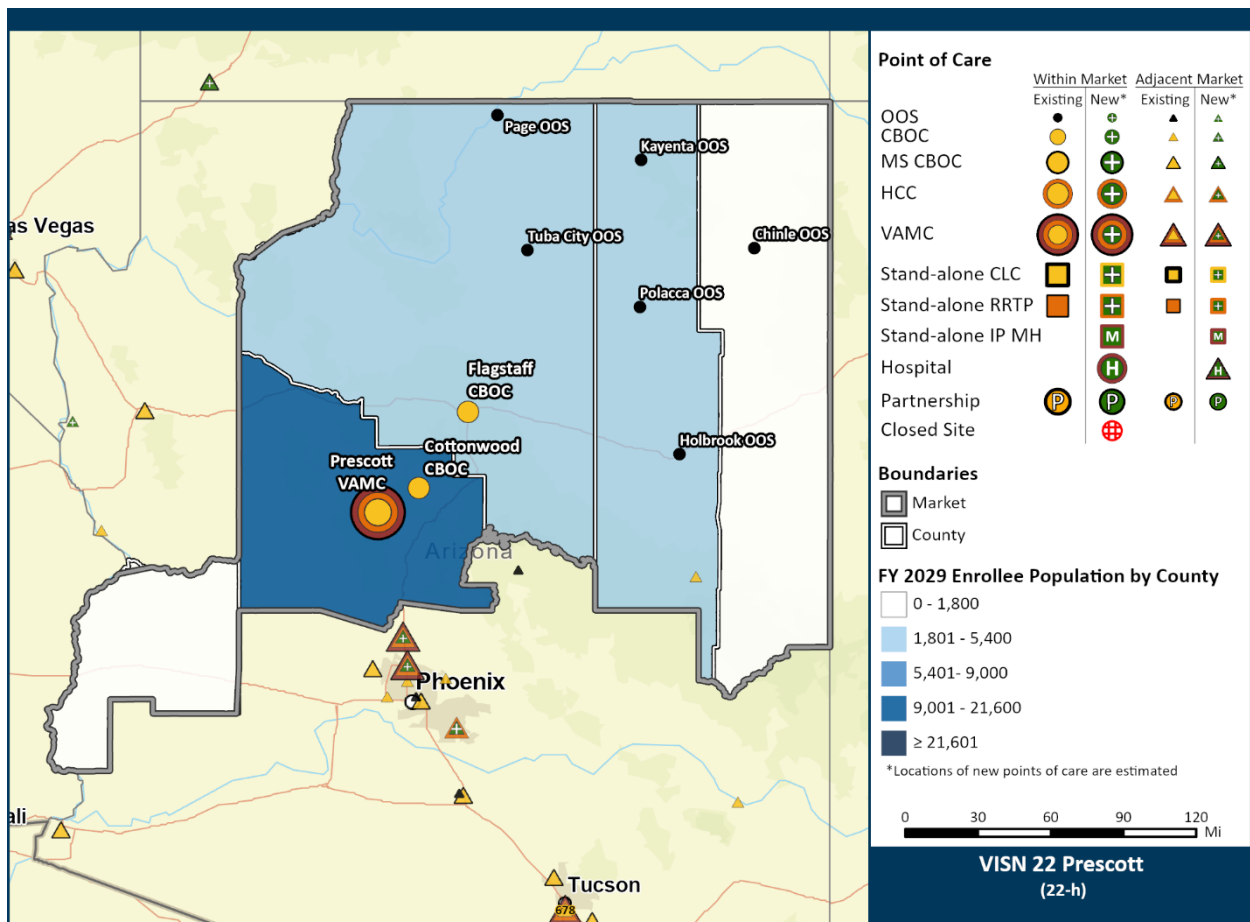 Page OOS
Kayenta OOS
as Vegas
Tuba City OOS
Chinle OOS
Polacca OOS
Flagstaff
CBOC
Cottonwood
CBOC
Prescott
VAMC
Holbrook OOS
Arizona
Phoenix
ali
Tucson
678
Point of Care
Within Market Adjacent Market
Existing New* Existing New*
OOS
CBOC
MS CBOC
HCC
VAMC
Stand-alone CLC
Stand-alone RRTP
Stand-alone IP MH M M
Hospital H H
Partnership P P P P
Closed Site
Boundaries
Market
County
FY 2029 Enrollee Population by County
0 - 1,800
1,801 - 5,400
5,401- 9,000
9,001 - 21,600
≥ 21,601
*Locations of new points of care are estimated
0 30 60 90 120
Mi
VISN 22 Prescott
(22-h)